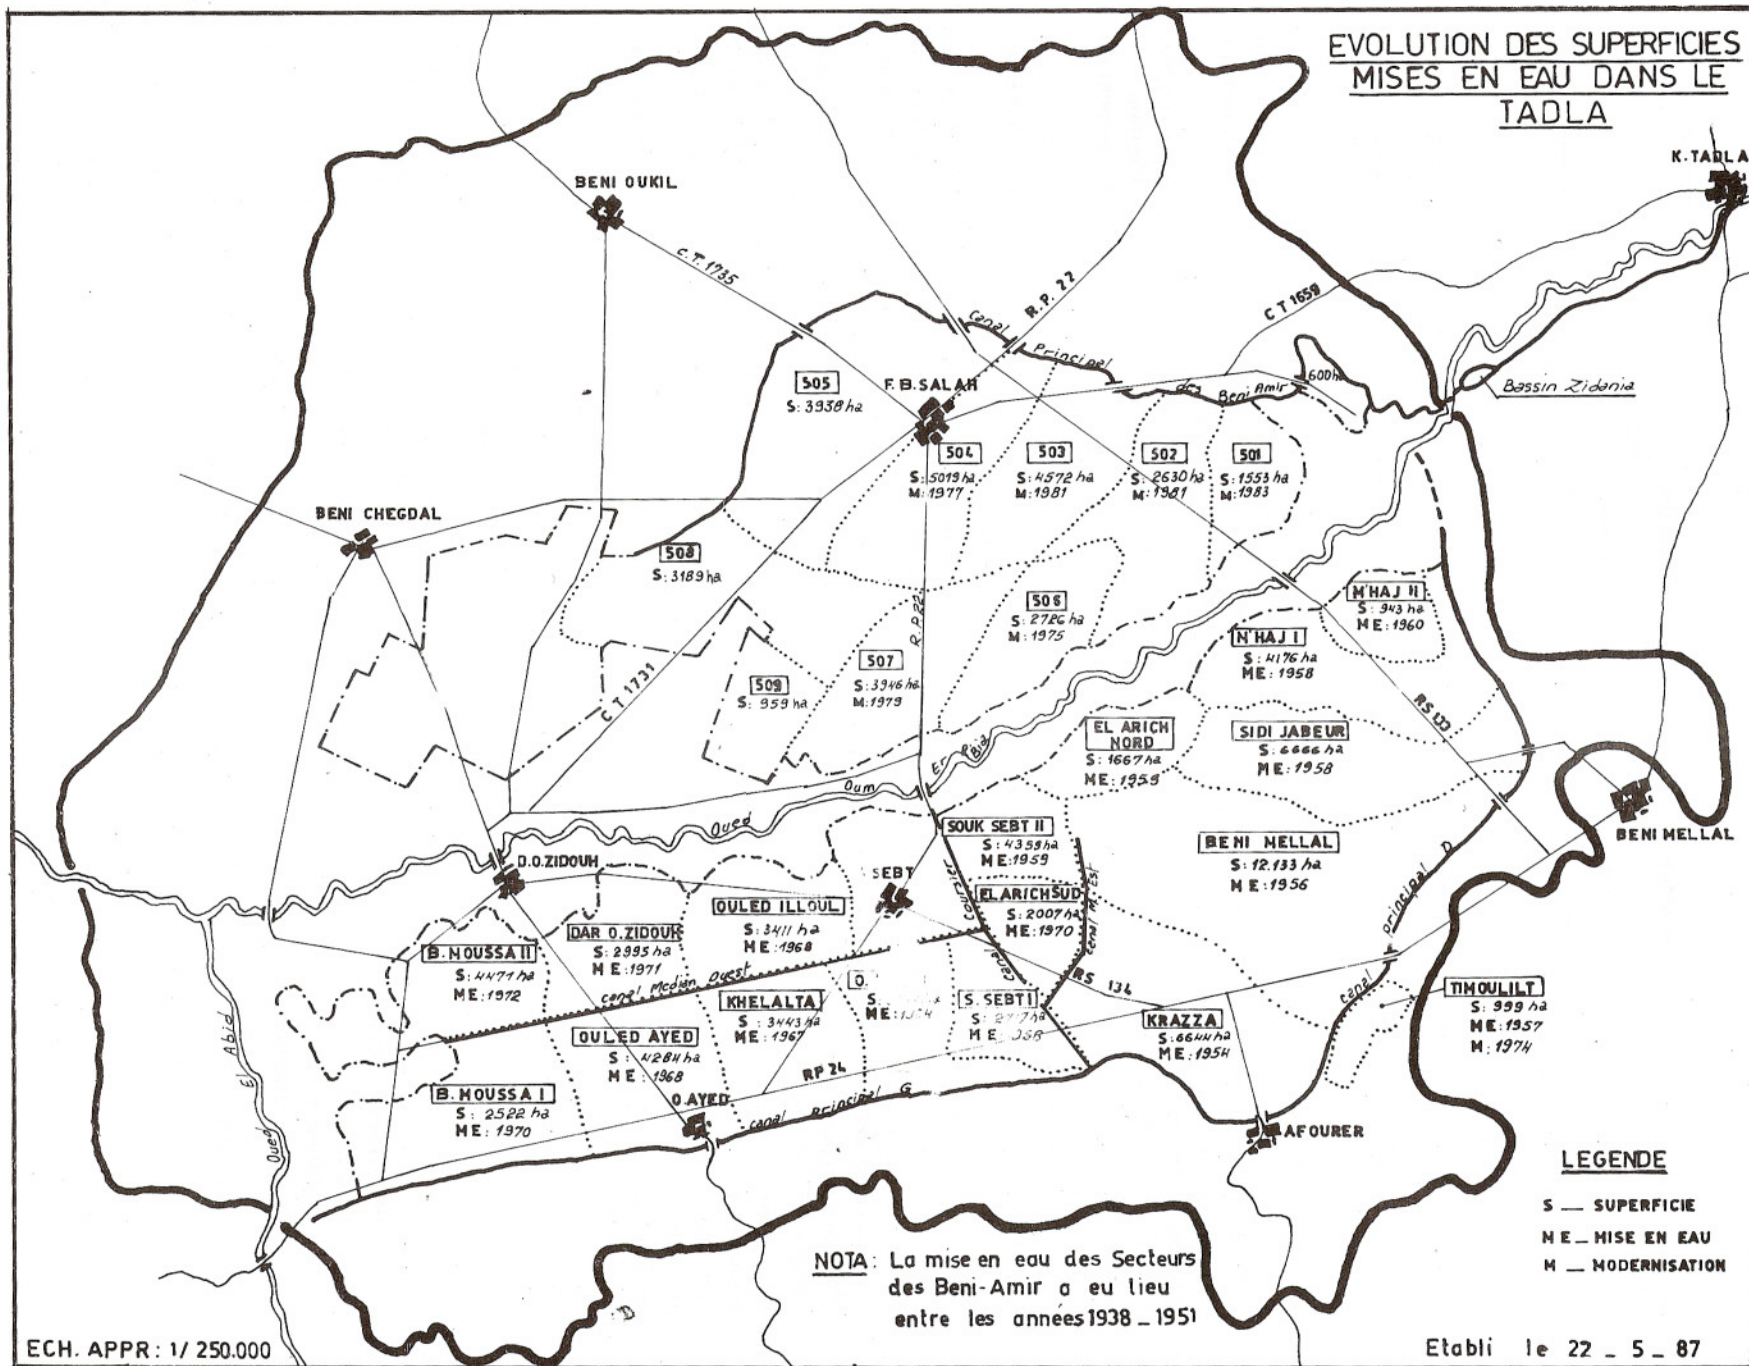 EVOLUTION DES SUPERFICIES
MISES EN EAU DANS LE
TADLA
K.TADLA
BENI OUKIL
C.T.1735
R.P. 22
C T 1659
Canal Principal des Beni Amir
600ha
Bassin Zidania
505
S: 3938 ha
F.B.SALAH
504
S: 5019 ha
M: 1977
503
S: 4572 ha
M: 1981
502
S: 2630 ha
M: 1981
501
S: 1553 ha
M: 1983
BENI CHEGDAL
508
S: 3189 ha
506
S: 2726 ha
M: 1975
R.P.22
M'HAJ II
S: 943 ha
ME: 1960
M'HAJ I
S: 4176 ha
ME: 1958
507
S: 3946 ha
M: 1979
509
S: 959 ha
C T 1731
RS 133
EL ARICH
NORD
S: 1667 ha
ME: 1959
SIDI JABEUR
S: 6666 ha
ME: 1958
Oued Oum Er Bia
BENI MELLAL
SOUK SEBT II
S: 4359 ha
ME: 1959
BENI MELLAL
S: 12.133 ha
ME: 1956
D.O.ZIDOUH
SEBT
EL ARICH SUD
S: 2007 ha
ME: 1970
Canal M. Est
Canal Coursier
Canal Principal D
OULED ILLOUL
S: 3411 ha
ME: 1968
DAR O.ZIDOUH
S: 2995 ha
ME: 1971
B.MOUSSA II
S: 4471 ha
ME: 1972
Canal Median Ouest
RS 134
KHELALTA
S: 3443 ha
ME: 1967
O.
S:
ME:
S. SEBT I
S:
ME:
KRAZZA
S: 6644 ha
ME: 1954
TIMOULILT
S: 999 ha
ME: 1957
M: 1974
OULED AYED
S: 4284 ha
ME: 1968
Oued El Abid
B.MOUSSA I
S: 2522 ha
ME: 1970
RP 24
O.AYED
Canal Principal G
AFOURER
LEGENDE
S _ SUPERFICIE
ME _ MISE EN EAU
M _ MODERNISATION
NOTA: La mise en eau des Secteurs
des Beni-Amir a eu lieu
entre les années 1938 _ 1951
ECH. APPR: 1/ 250.000
Etabli le 22 _ 5 _ 87